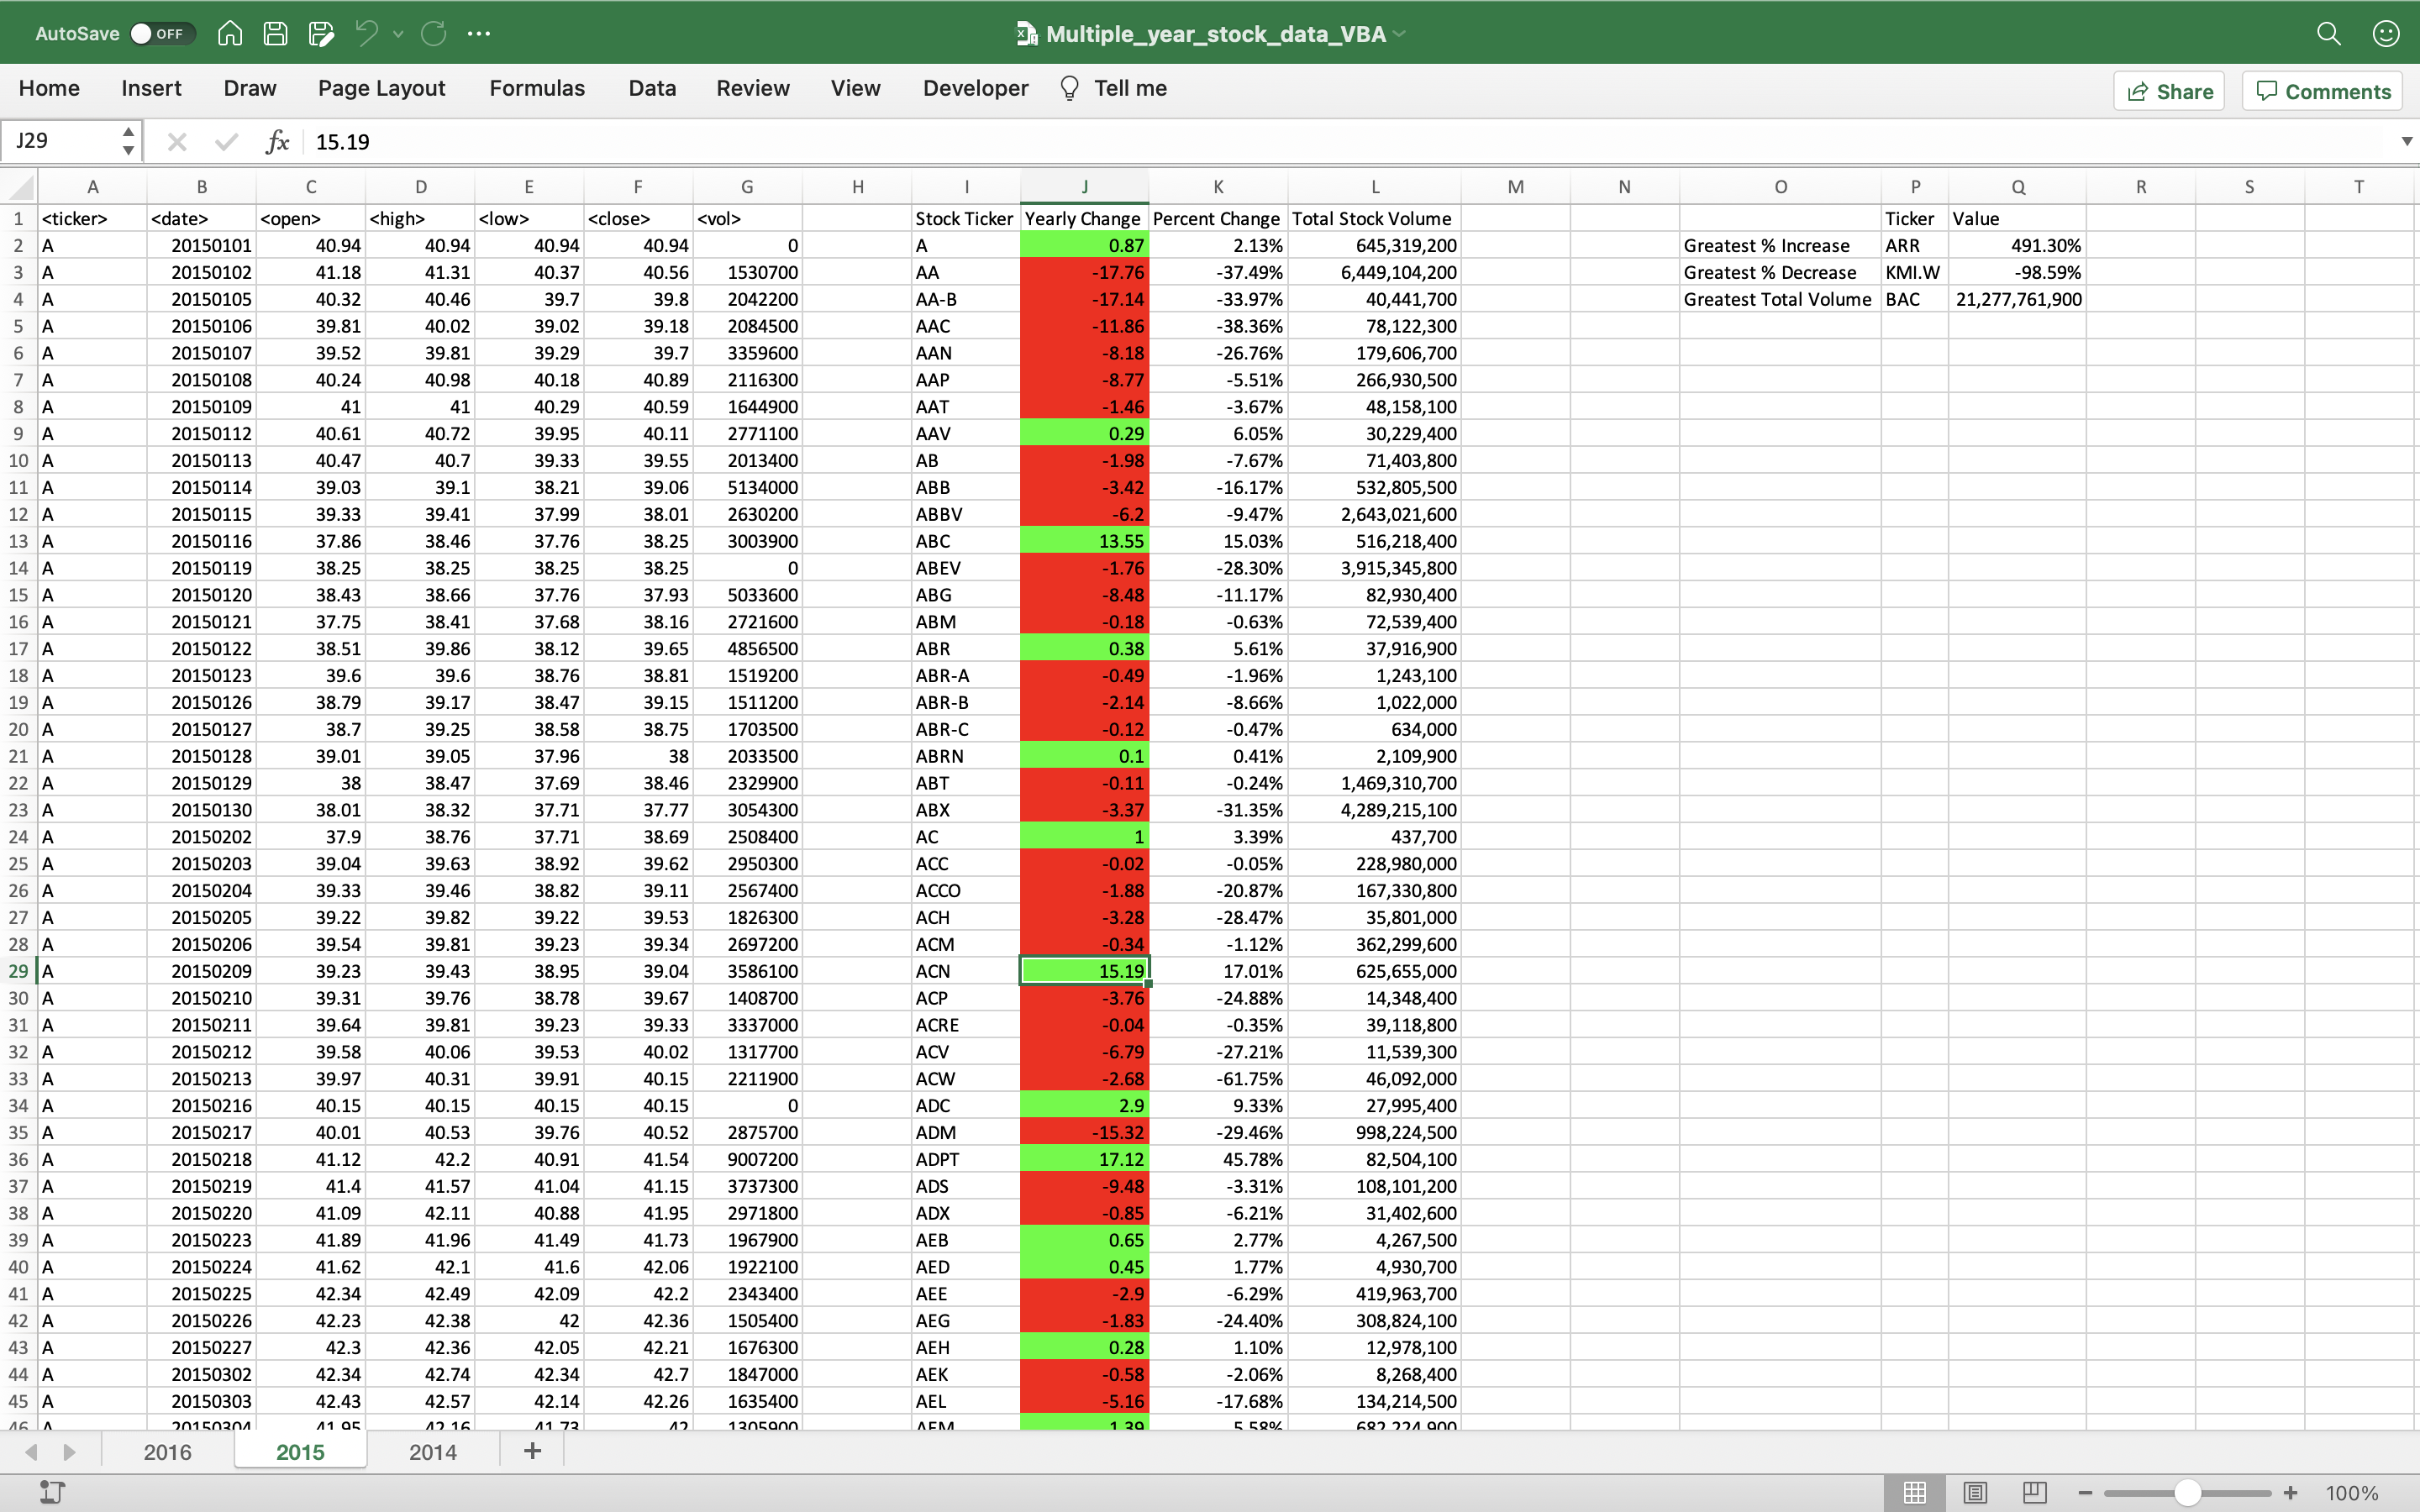 AutoSave OFF Multiple_year_stock_data_VBA
Home Insert Draw Page Layout Formulas Data Review View Developer Tell me Share Comments
J29 fx 15.19
A B C D E F G H I J K L M N O P Q R S T
1 <ticker> <date> <open> <high> <low> <close> <vol> Stock Ticker Yearly Change Percent Change Total Stock Volume Ticker Value
2 A 20150101 40.94 40.94 40.94 40.94 0 A 0.87 2.13% 645,319,200 Greatest % Increase ARR 491.30%
3 A 20150102 41.18 41.31 40.37 40.56 1530700 AA -17.76 -37.49% 6,449,104,200 Greatest % Decrease KMI.W -98.59%
4 A 20150105 40.32 40.46 39.7 39.8 2042200 AA-B -17.14 -33.97% 40,441,700 Greatest Total Volume BAC 21,277,761,900
5 A 20150106 39.81 40.02 39.02 39.18 2084500 AAC -11.86 -38.36% 78,122,300
6 A 20150107 39.52 39.81 39.29 39.7 3359600 AAN -8.18 -26.76% 179,606,700
7 A 20150108 40.24 40.98 40.18 40.89 2116300 AAP -8.77 -5.51% 266,930,500
8 A 20150109 41 41 40.29 40.59 1644900 AAT -1.46 -3.67% 48,158,100
9 A 20150112 40.61 40.72 39.95 40.11 2771100 AAV 0.29 6.05% 30,229,400
10 A 20150113 40.47 40.7 39.33 39.55 2013400 AB -1.98 -7.67% 71,403,800
11 A 20150114 39.03 39.1 38.21 39.06 5134000 ABB -3.42 -16.17% 532,805,500
12 A 20150115 39.33 39.41 37.99 38.01 2630200 ABBV -6.2 -9.47% 2,643,021,600
13 A 20150116 37.86 38.46 37.76 38.25 3003900 ABC 13.55 15.03% 516,218,400
14 A 20150119 38.25 38.25 38.25 38.25 0 ABEV -1.76 -28.30% 3,915,345,800
15 A 20150120 38.43 38.66 37.76 37.93 5033600 ABG -8.48 -11.17% 82,930,400
16 A 20150121 37.75 38.41 37.68 38.16 2721600 ABM -0.18 -0.63% 72,539,400
17 A 20150122 38.51 39.86 38.12 39.65 4856500 ABR 0.38 5.61% 37,916,900
18 A 20150123 39.6 39.6 38.76 38.81 1519200 ABR-A -0.49 -1.96% 1,243,100
19 A 20150126 38.79 39.17 38.47 39.15 1511200 ABR-B -2.14 -8.66% 1,022,000
20 A 20150127 38.7 39.25 38.58 38.75 1703500 ABR-C -0.12 -0.47% 634,000
21 A 20150128 39.01 39.05 37.96 38 2033500 ABRN 0.1 0.41% 2,109,900
22 A 20150129 38 38.47 37.69 38.46 2329900 ABT -0.11 -0.24% 1,469,310,700
23 A 20150130 38.01 38.32 37.71 37.77 3054300 ABX -3.37 -31.35% 4,289,215,100
24 A 20150202 37.9 38.76 37.71 38.69 2508400 AC 1 3.39% 437,700
25 A 20150203 39.04 39.63 38.92 39.62 2950300 ACC -0.02 -0.05% 228,980,000
26 A 20150204 39.33 39.46 38.82 39.11 2567400 ACCO -1.88 -20.87% 167,330,800
27 A 20150205 39.22 39.82 39.22 39.53 1826300 ACH -3.28 -28.47% 35,801,000
28 A 20150206 39.54 39.81 39.23 39.34 2697200 ACM -0.34 -1.12% 362,299,600
29 A 20150209 39.23 39.43 38.95 39.04 3586100 ACN 15.19 17.01% 625,655,000
30 A 20150210 39.31 39.76 38.78 39.67 1408700 ACP -3.76 -24.88% 14,348,400
31 A 20150211 39.64 39.81 39.23 39.33 3337000 ACRE -0.04 -0.35% 39,118,800
32 A 20150212 39.58 40.06 39.53 40.02 1317700 ACV -6.79 -27.21% 11,539,300
33 A 20150213 39.97 40.31 39.91 40.15 2211900 ACW -2.68 -61.75% 46,092,000
34 A 20150216 40.15 40.15 40.15 40.15 0 ADC 2.9 9.33% 27,995,400
35 A 20150217 40.01 40.53 39.76 40.52 2875700 ADM -15.32 -29.46% 998,224,500
36 A 20150218 41.12 42.2 40.91 41.54 9007200 ADPT 17.12 45.78% 82,504,100
37 A 20150219 41.4 41.57 41.04 41.15 3737300 ADS -9.48 -3.31% 108,101,200
38 A 20150220 41.09 42.11 40.88 41.95 2971800 ADX -0.85 -6.21% 31,402,600
39 A 20150223 41.89 41.96 41.49 41.73 1967900 AEB 0.65 2.77% 4,267,500
40 A 20150224 41.62 42.1 41.6 42.06 1922100 AED 0.45 1.77% 4,930,700
41 A 20150225 42.34 42.49 42.09 42.2 2343400 AEE -2.9 -6.29% 419,963,700
42 A 20150226 42.23 42.38 42 42.36 1505400 AEG -1.83 -24.40% 308,824,100
43 A 20150227 42.3 42.36 42.05 42.21 1676300 AEH 0.28 1.10% 12,978,100
44 A 20150302 42.34 42.74 42.34 42.7 1847000 AEK -0.58 -2.06% 8,268,400
45 A 20150303 42.43 42.57 42.14 42.26 1635400 AEL -5.16 -17.68% 134,214,500
46 A 20150304 41.95 42.16 41.73 42 1305900 AEM 1.39 5.58% 682,224,900
2016 2015 2014
100%